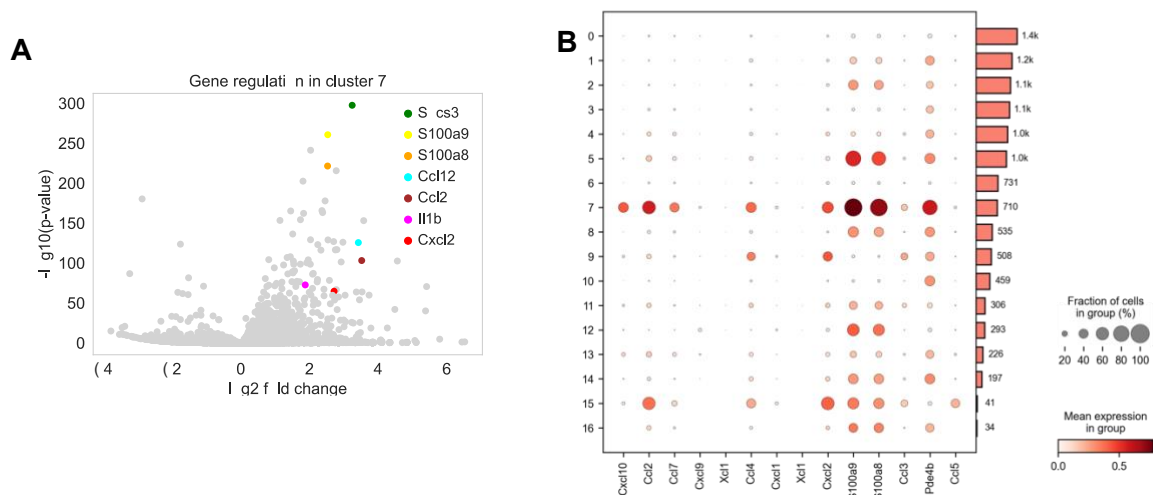 A
B
Gene regulati n in cluster 7
300
250
200
150
100
50
0
-l g10(p-value)
( 4
( 2
0
2
4
6
l g2 f ld change
S cs3
S100a9
S100a8
Ccl12
Ccl2
Il1b
Cxcl2
0 1.4k
1 1.2k
2 1.1k
3 1.1k
4 1.0k
5 1.0k
6 731
7 710
8 535
9 508
10 459
11 306
12 293
13 226
14 197
15 41
16 34
Cxcl10
Ccl2
Ccl7
Cxcl9
Xcl1
Ccl4
Cxcl1
Xcl1
Cxcl2
S100a9
S100a8
Ccl3
Pde4b
Ccl5
Fraction of cells
in group (%)
20 40 60 80 100
Mean expression
in group
0.0 0.5